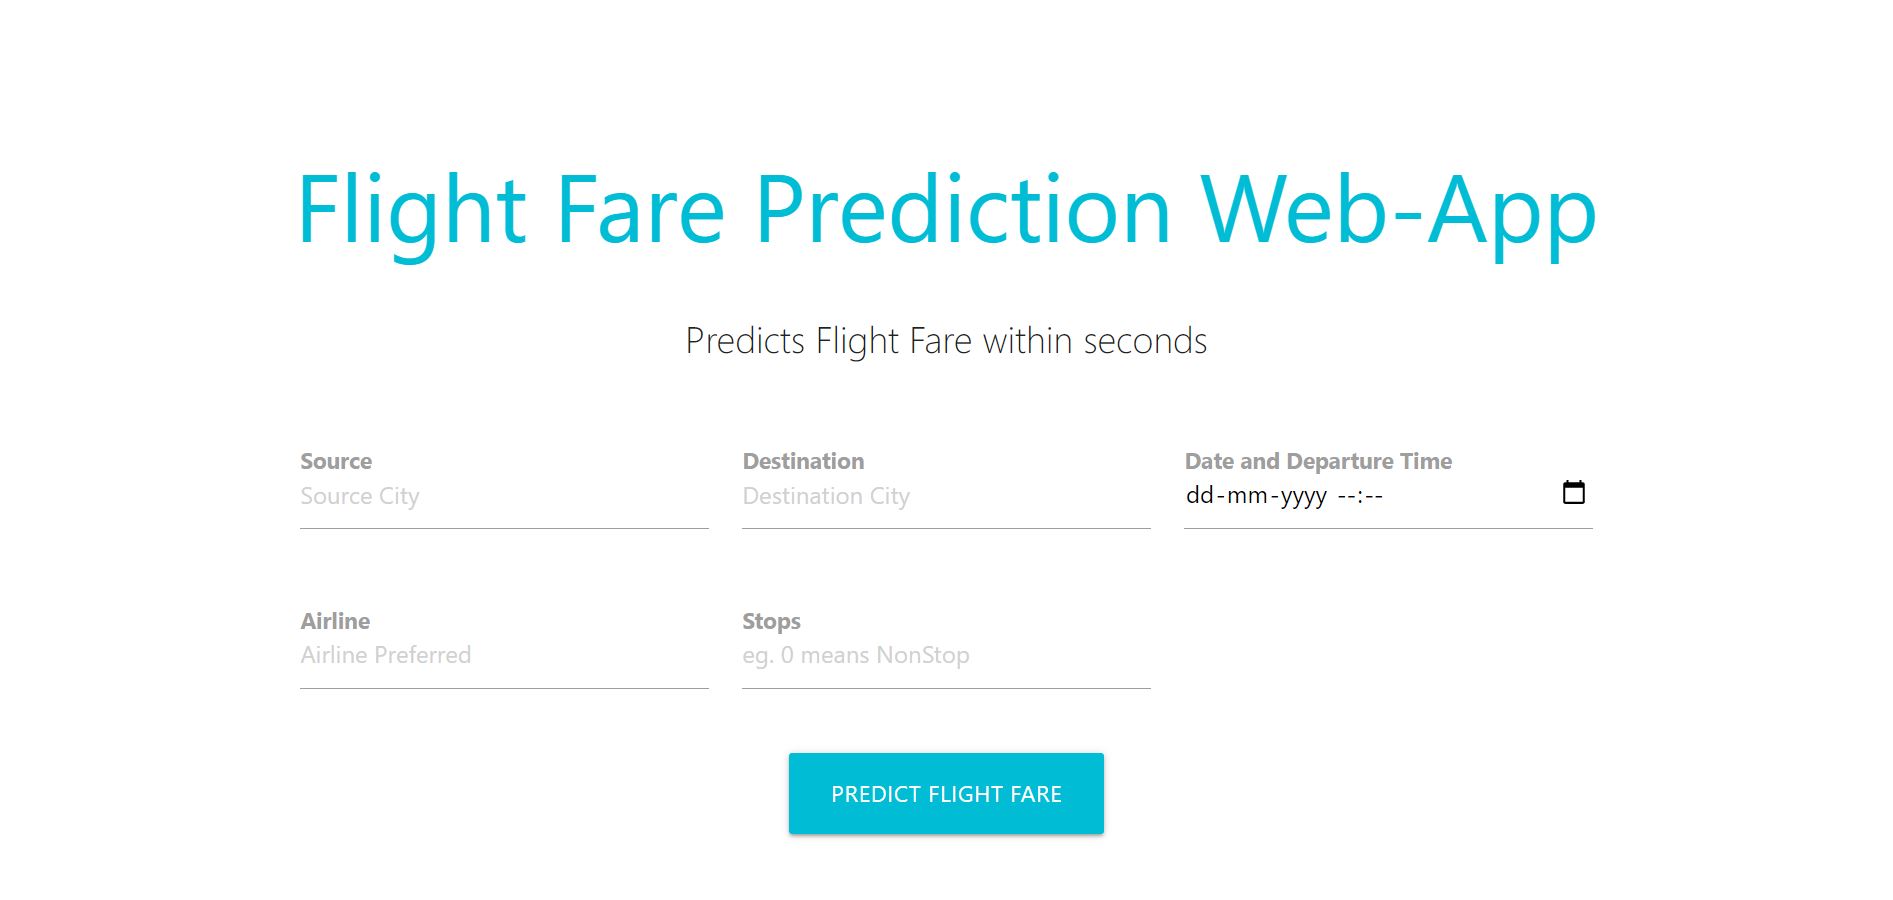 Flight Fare Prediction Web-App
Predicts Flight Fare within seconds
Source
Source City
Destination
Destination City
Date and Departure Time
dd-mm-yyyy --:--
Airline
Airline Preferred
Stops
eg. 0 means NonStop
PREDICT FLIGHT FARE